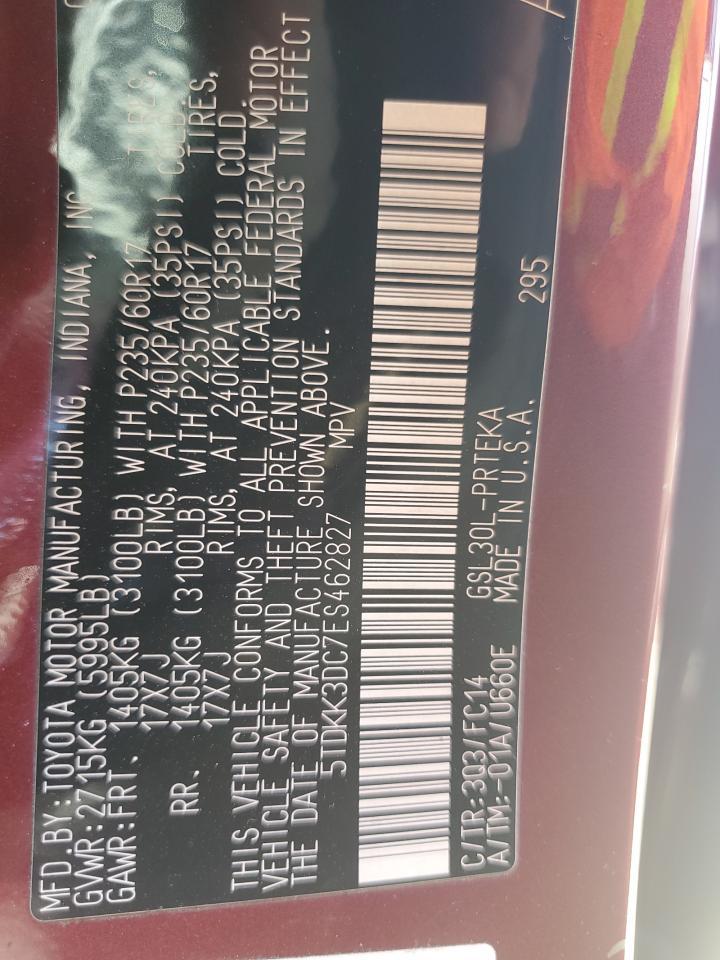 MFD.BY:TOYOTA MOTOR MANUFACTURING, INDIANA, INC
GVWR:2715KG(5995LB)
GAWR:FRT. 1405KG(3100LB) WITH P235/60R17 TIRES,
17X7J RIMS, AT 240KPA (35PSI) COLD.
RR. 1405KG(3100LB) WITH P235/60R17 TIRES,
17X7J RIMS, AT 240KPA (35PSI) COLD.
THIS VEHICLE CONFORMS TO ALL APPLICABLE FEDERAL MOTOR
VEHICLE SAFETY AND THEFT PREVENTION STANDARDS IN EFFECT
THE DATE OF MANUFACTURE SHOWN ABOVE.
5TDKK3DC7ES462827 MPV
C/TR:3Q3/FC14 GSL30L-PRTEKA
A/TM:-01A/U660E MADE IN U.S.A. 295